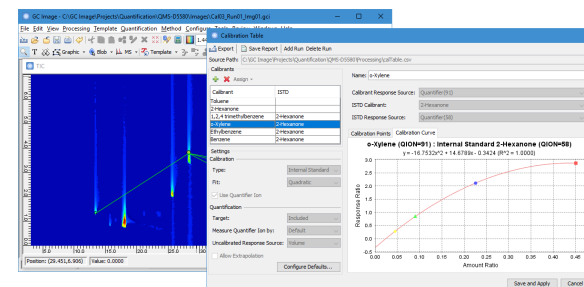 GC Image - C:\GC Image\Projects\Quantification\QMS-D5580\Images\Cal03_Run01_Img01.gci
File Edit View Processing Template Quantification Method Configure Tools Review Windows Help
Graphic Blob LL MS Template
TIC
Position: (29.451,6.906) Value: 0.0000
Calibration Table
Export Save Report Add Run Delete Run
Source Path: C:\GC Image\Projects\Quantification\QMS-D5580\Processing\calTable.csv
Calibrants
Assign
Calibrant ISTD
Toluene
2-Hexanone
1,2,4 trimethylbenzene 2-Hexanone
o-Xylene 2-Hexanone
Ethylbenzene 2-Hexanone
Benzene 2-Hexanone
Settings
Calibration
Type: Internal Standard
Fit: Quadratic
Use Quantifier Ion
Quantification
Target: Included
Measure Quantifier Ion by: Default
Uncalibrated Response Source: Volume
Allow Extrapolation
Configure Defaults...
Name: o-Xylene
Calibrant Response Source: Quantifier(91)
ISTD Calibrant: 2-Hexanone
ISTD Response Source: Quantifier(58)
Calibration Points Calibration Curve
o-Xylene (QION=91) : Internal Standard 2-Hexanone (QION=58)
y = -16.7532x^2 + 14.6789x - 0.3424 (R^2 = 1.0000)
Response Ratio
3.0
2.5
2.0
1.5
1.0
0.5
0.0
-0.5
0.00 0.05 0.10 0.15 0.20 0.25 0.30 0.35 0.40 0.45
Amount Ratio
Save and Apply Cancel